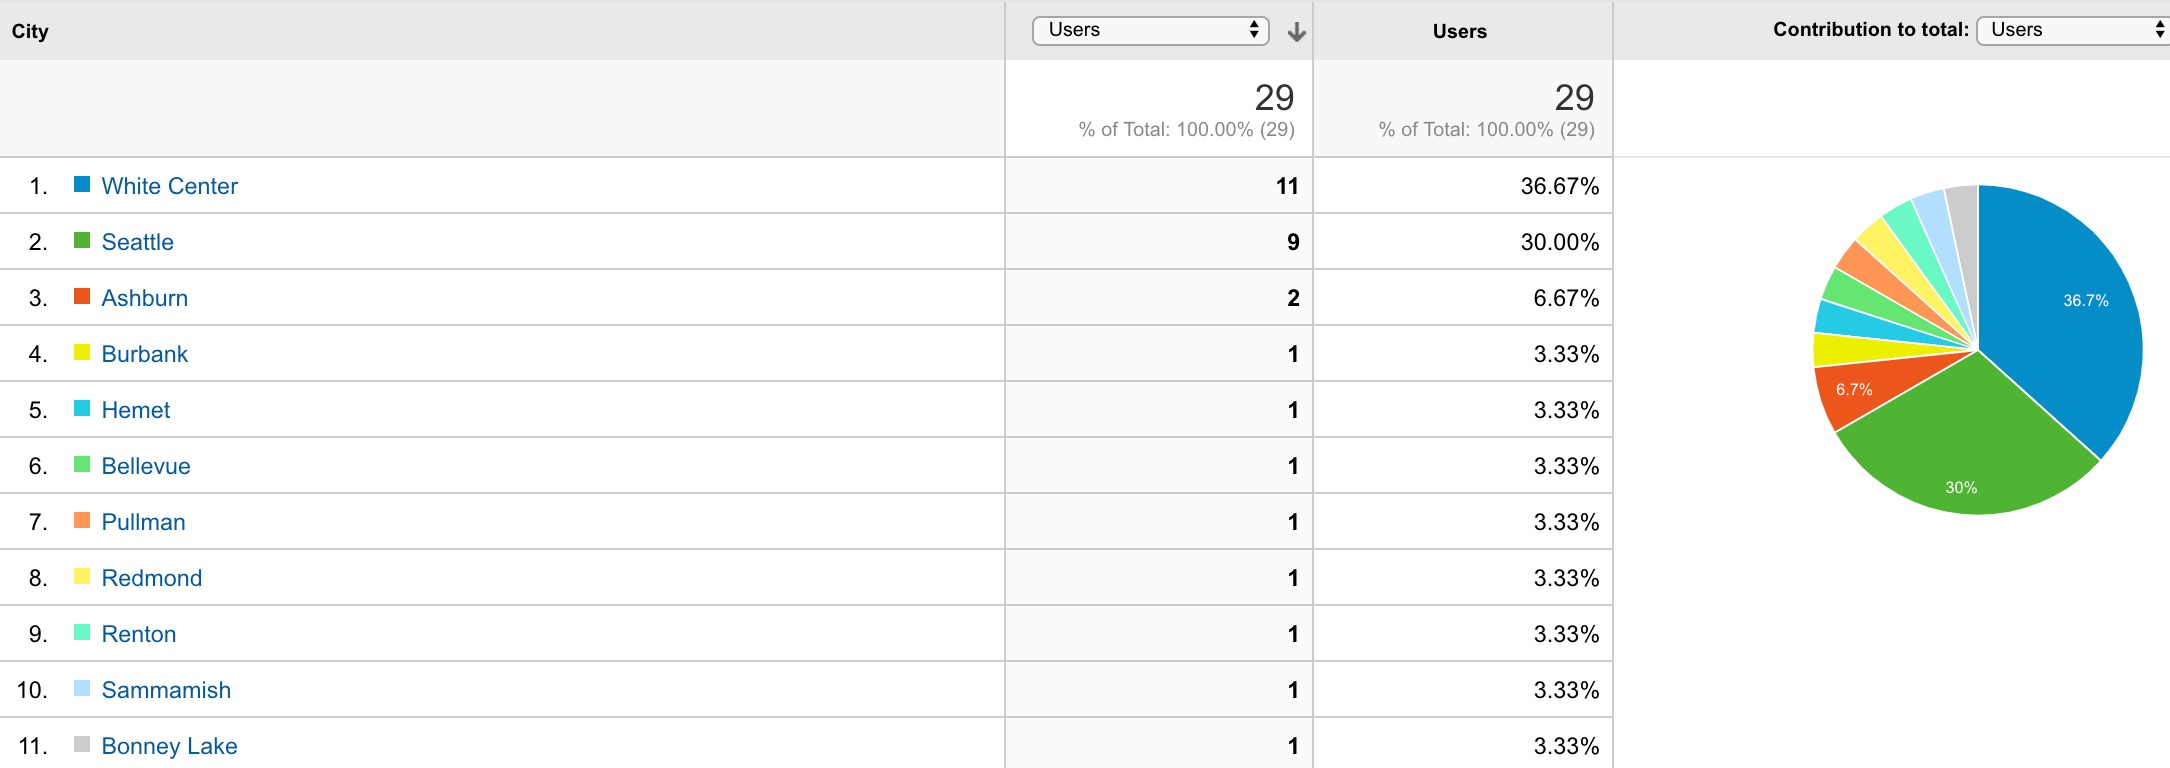 City Users Users Contribution to total: Users
29 29
% of Total: 100.00% (29) % of Total: 100.00% (29)
1. White Center 11 36.67%
2. Seattle 9 30.00%
3. Ashburn 2 6.67%
4. Burbank 1 3.33%
5. Hemet 1 3.33%
6. Bellevue 1 3.33%
7. Pullman 1 3.33%
8. Redmond 1 3.33%
9. Renton 1 3.33%
10. Sammamish 1 3.33%
11. Bonney Lake 1 3.33%
36.7%
6.7%
30%